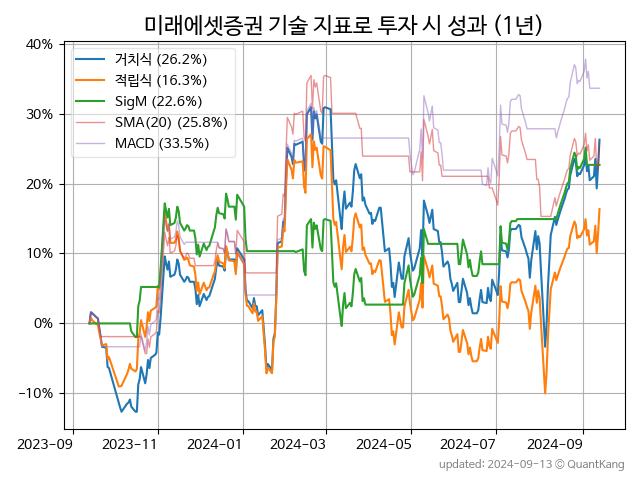 미래에셋증권 기술 지표로 투자 시 성과 (1년)
40%
30%
20%
10%
0%
−10%
거치식 (26.2%)
적립식 (16.3%)
SigM (22.6%)
SMA(20) (25.8%)
MACD (33.5%)
2023-09 2023-11 2024-01 2024-03 2024-05 2024-07 2024-09
updated: 2024-09-13 © QuantKang